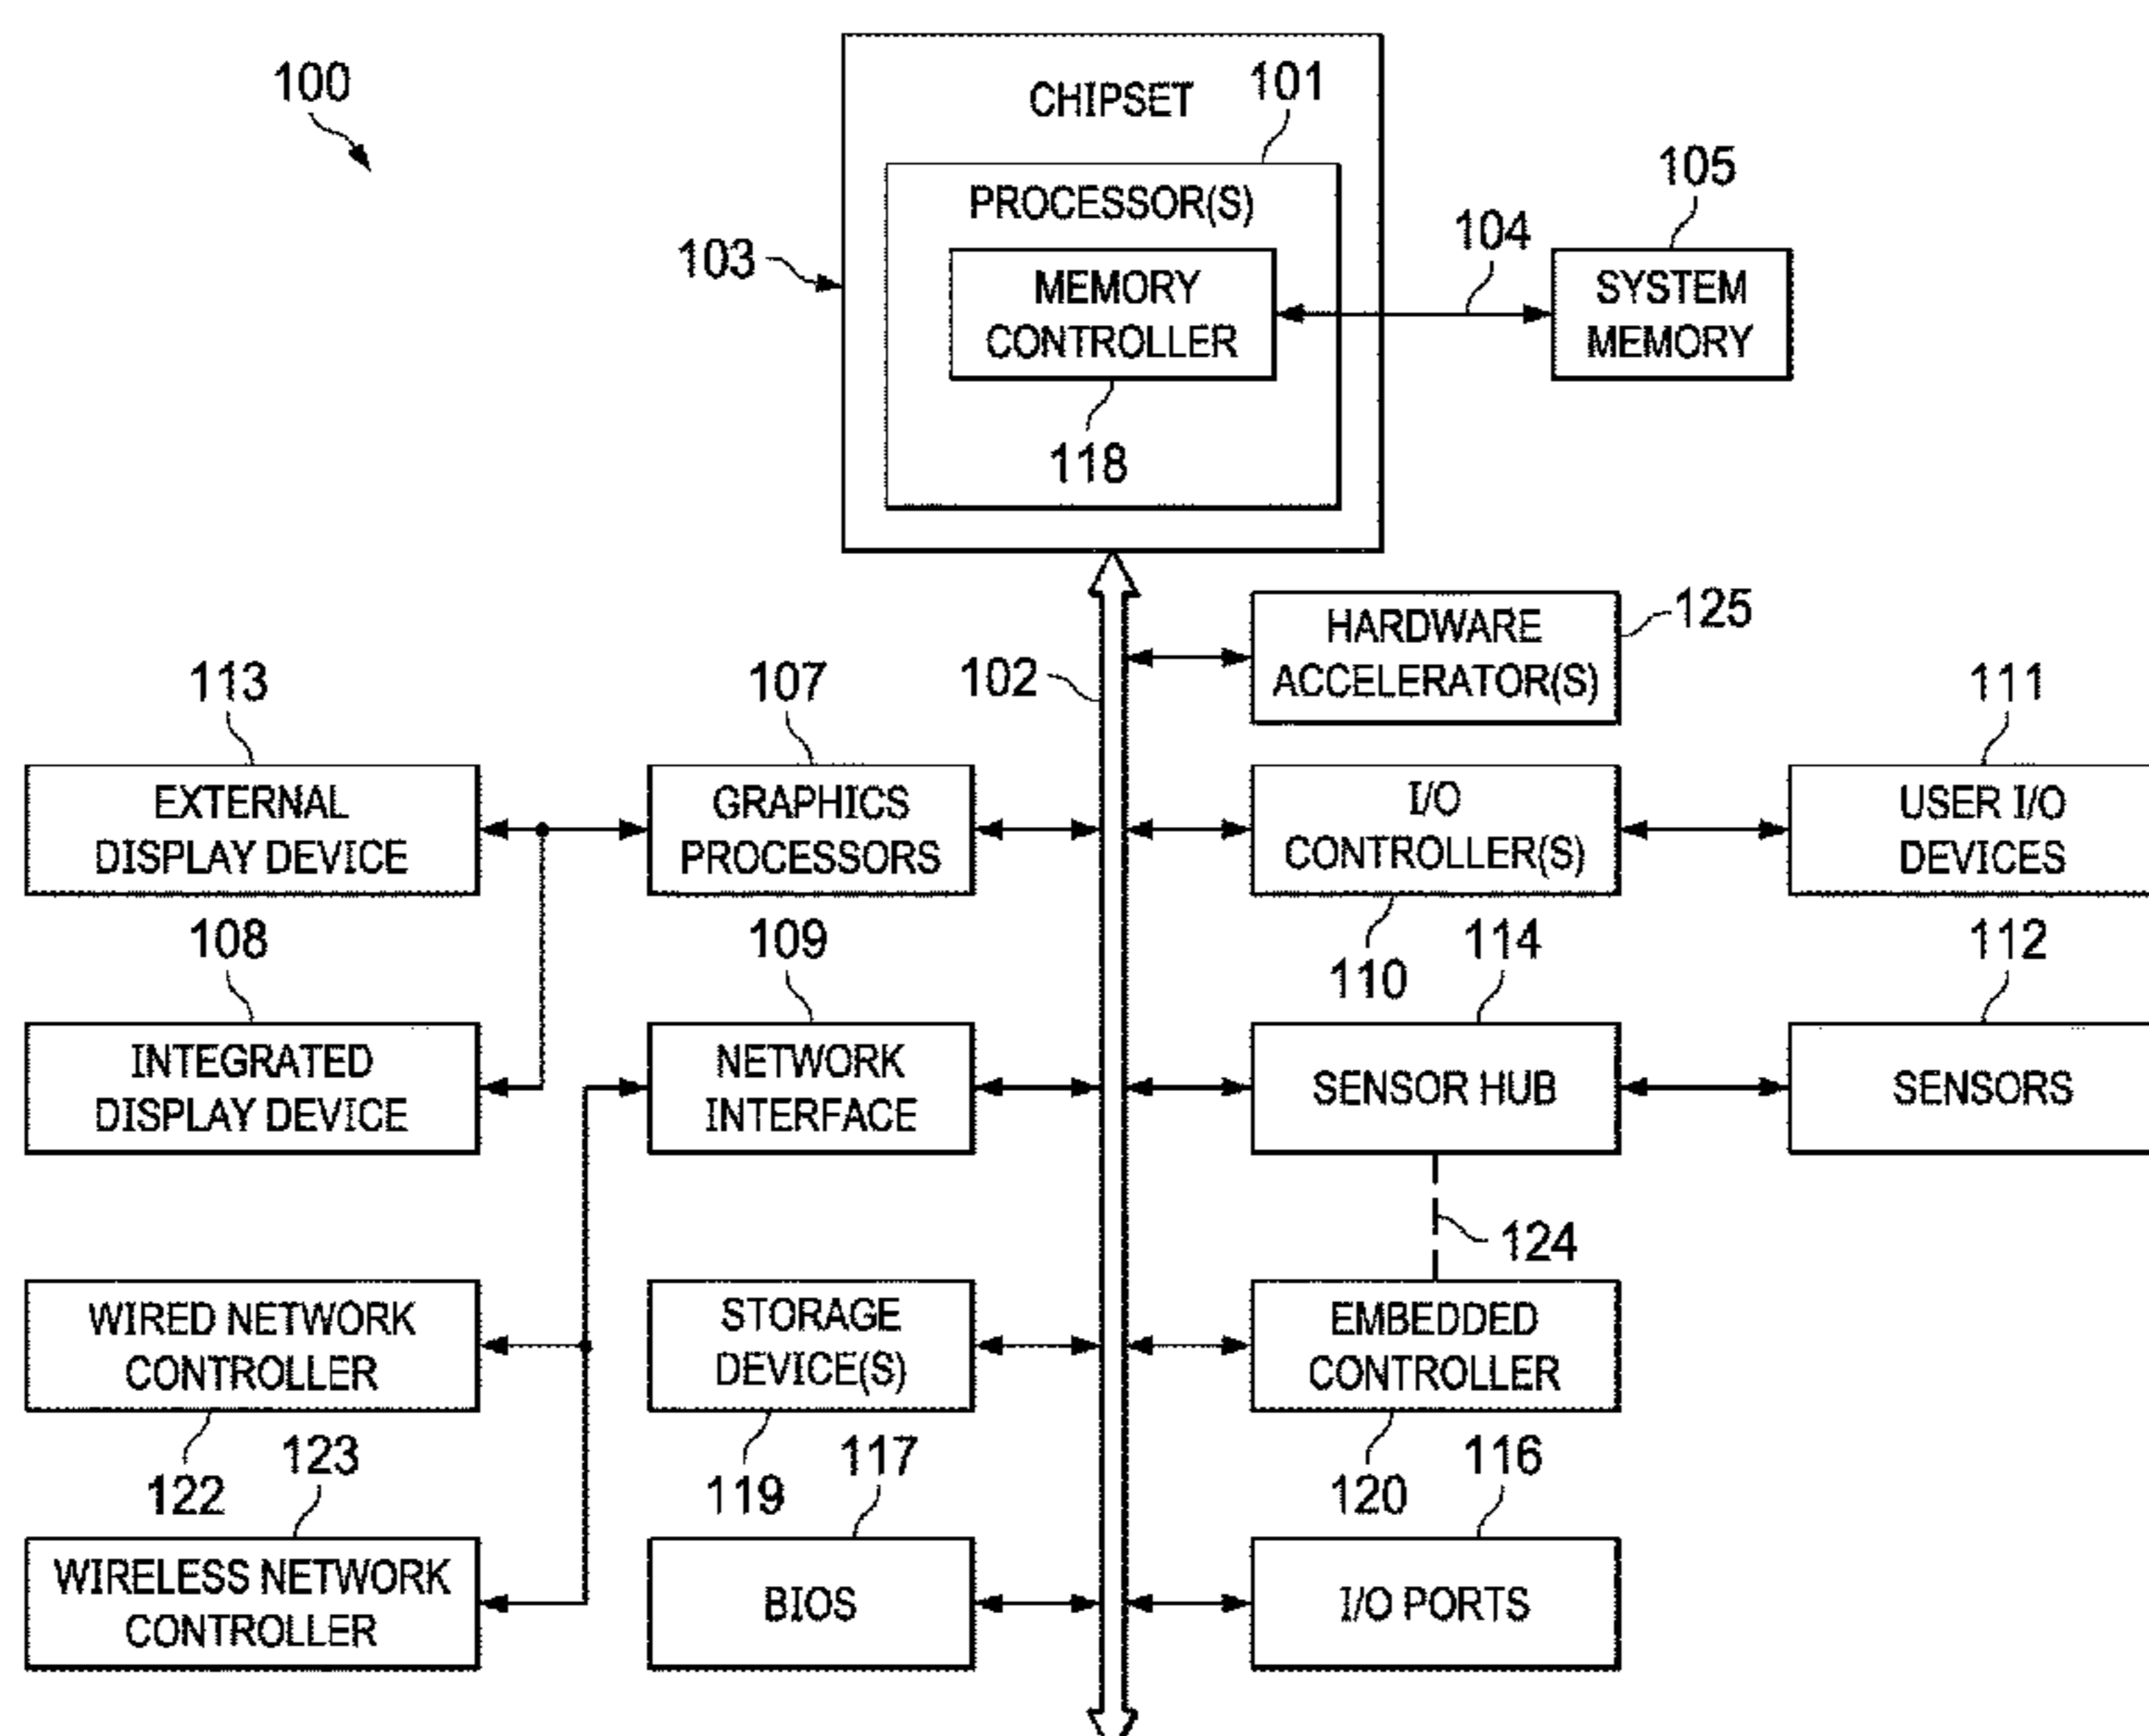 100
CHIPSET
101
PROCESSOR(S)
103
MEMORY
CONTROLLER
118
104
105
SYSTEM
MEMORY
102
HARDWARE
ACCELERATOR(S)
125
113
EXTERNAL
DISPLAY DEVICE
107
GRAPHICS
PROCESSORS
I/O
CONTROLLER(S)
110
111
USER I/O
DEVICES
108
INTEGRATED
DISPLAY DEVICE
109
NETWORK
INTERFACE
114
SENSOR HUB
112
SENSORS
124
WIRED NETWORK
CONTROLLER
122
STORAGE
DEVICE(S)
119
EMBEDDED
CONTROLLER
120
123
WIRELESS NETWORK
CONTROLLER
117
BIOS
116
I/O PORTS